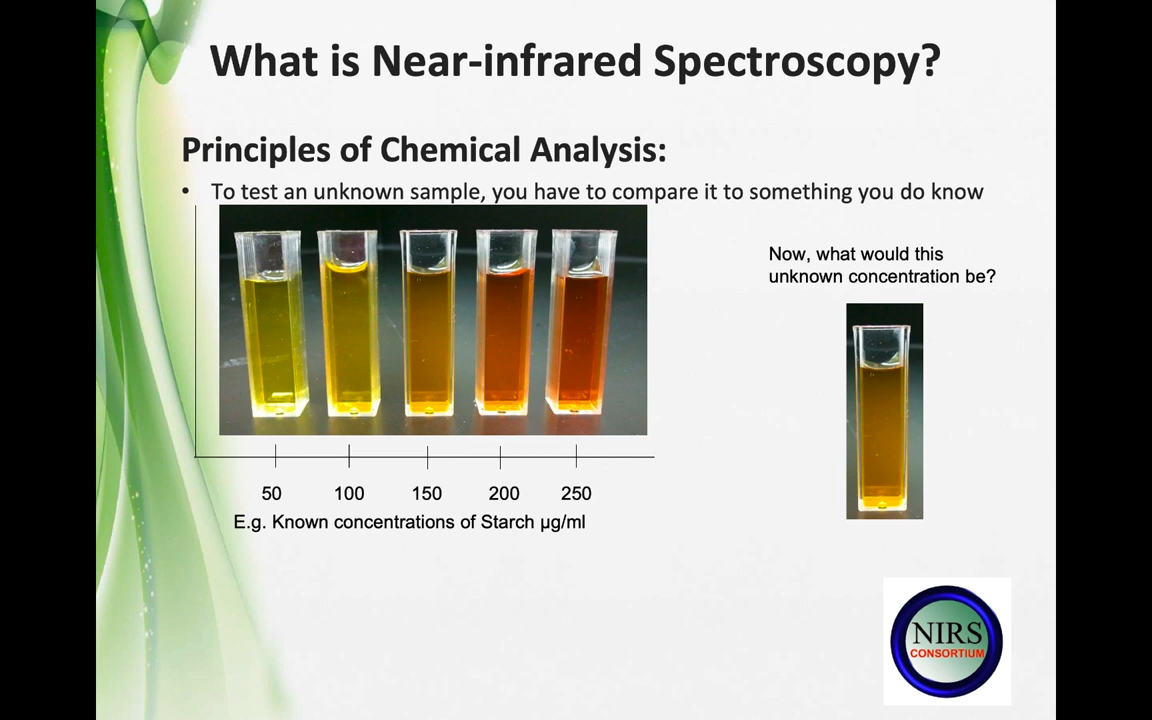 What is Near-infrared Spectroscopy?
Principles of Chemical Analysis:
• To test an unknown sample, you have to compare it to something you do know
Now, what would this
unknown concentration be?
50 100 150 200 250
E.g. Known concentrations of Starch µg/ml
NIRS
CONSORTIUM